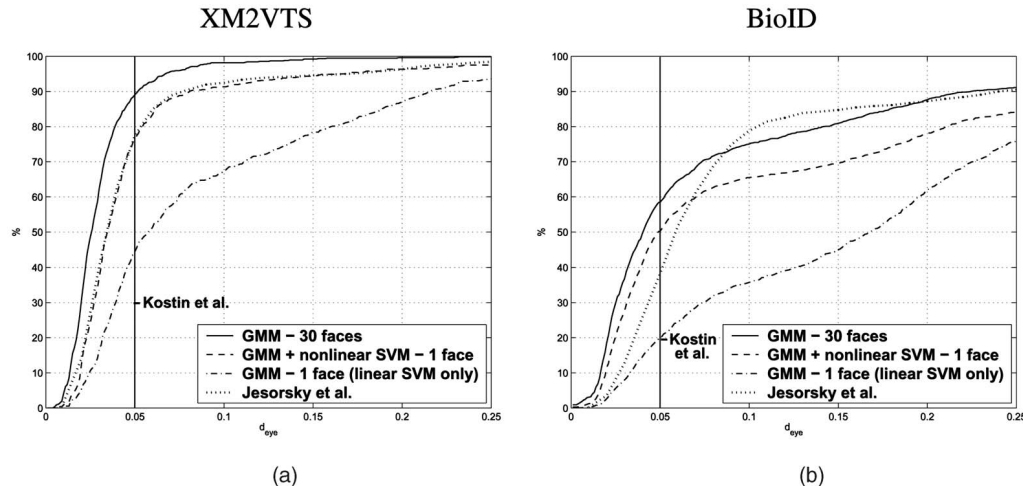 XM2VTS
100
90
80
70
60
50
40
30
20
10
0
%
0
0.05
0.1
0.15
0.2
0.25
d_eye
Kostin et al.
GMM − 30 faces
GMM + nonlinear SVM − 1 face
GMM − 1 face (linear SVM only)
Jesorsky et al.
(a)
BioID
100
90
80
70
60
50
40
30
20
10
0
%
0
0.05
0.1
0.15
0.2
0.25
d_eye
Kostin
et al.
GMM − 30 faces
GMM + nonlinear SVM − 1 face
GMM − 1 face (linear SVM only)
Jesorsky et al.
(b)